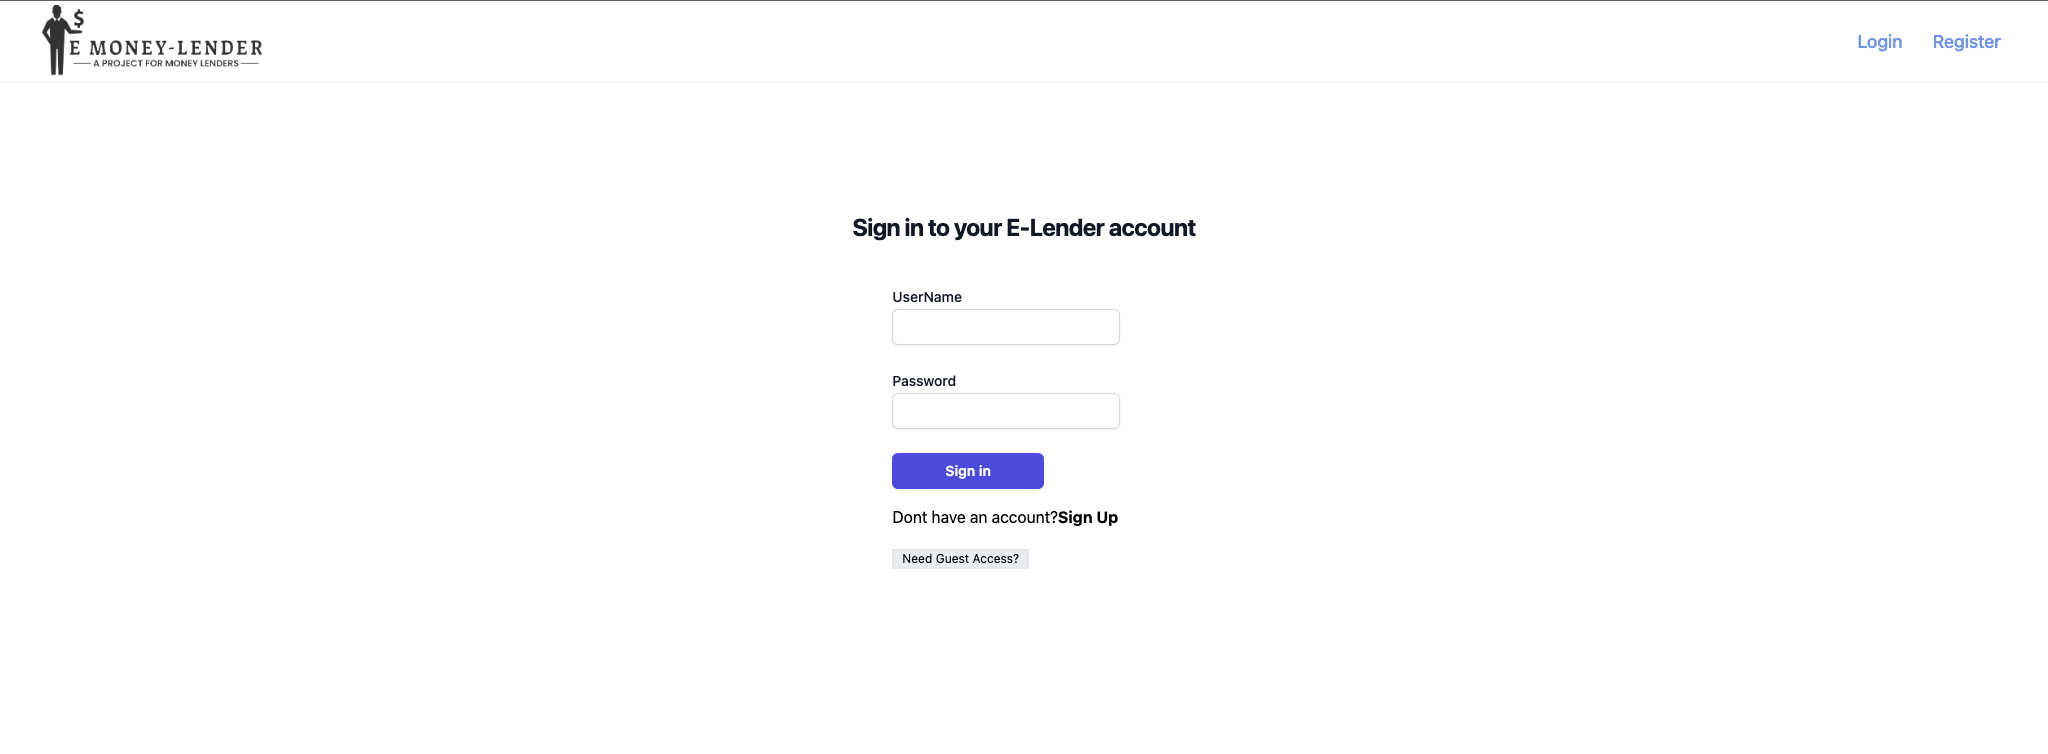 $
E MONEY-LENDER
A PROJECT FOR MONEY LENDERS
Login Register
Sign in to your E-Lender account
UserName
Password
Sign in
Dont have an account?Sign Up
Need Guest Access?